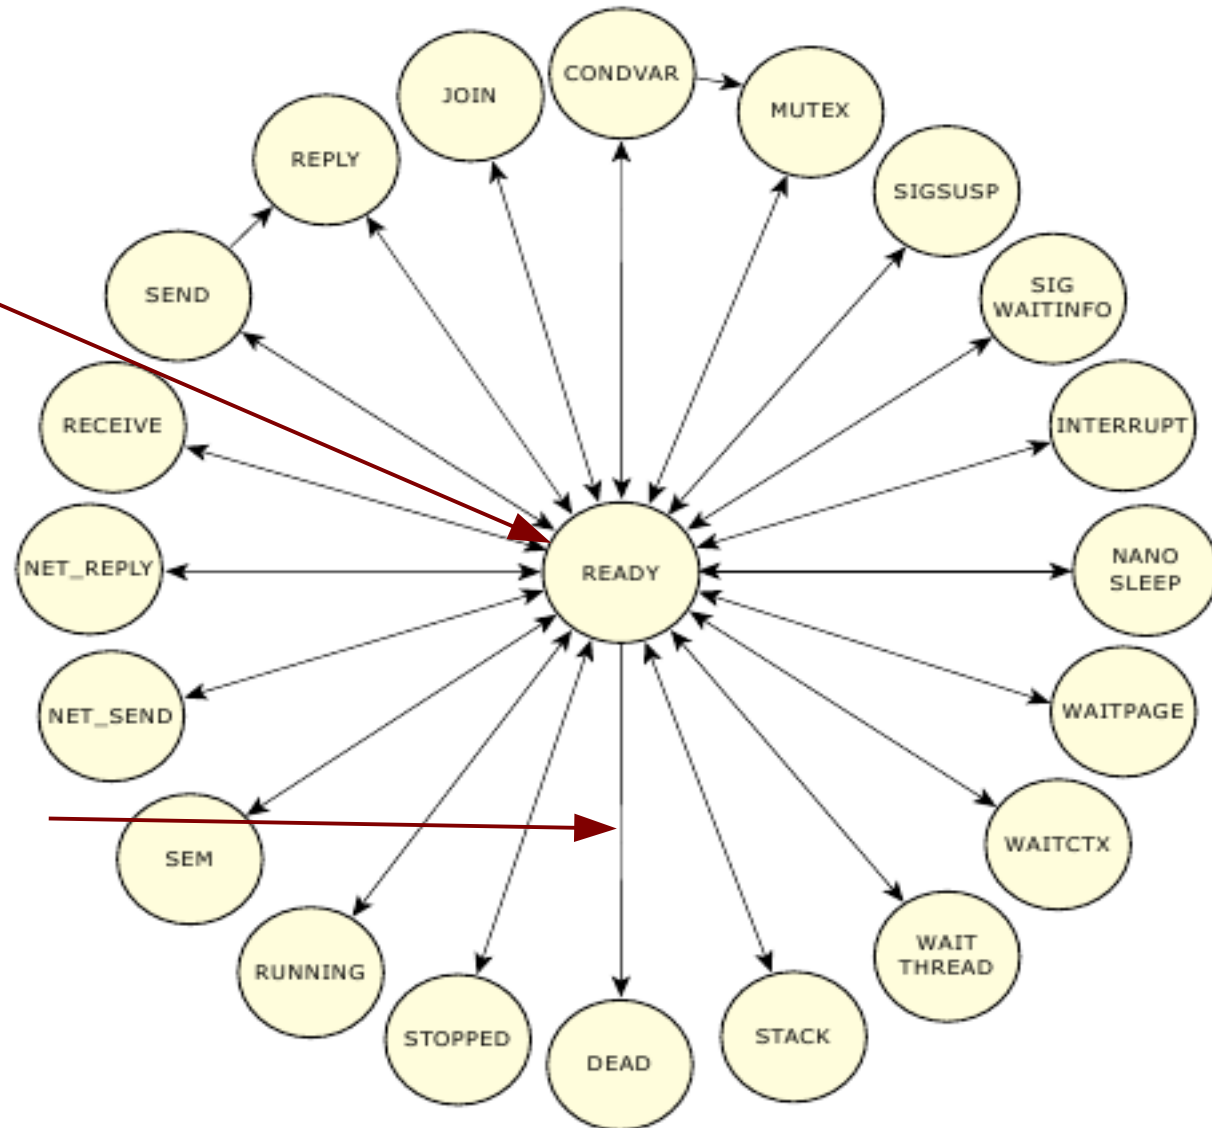 CONDVAR
JOIN
MUTEX
REPLY
SIGSUSP
SEND
SIG
WAITINFO
RECEIVE
INTERRUPT
NET_REPLY
READY
NANO
SLEEP
NET_SEND
WAITPAGE
SEM
WAITCTX
RUNNING
WAIT
THREAD
STOPPED
DEAD
STACK